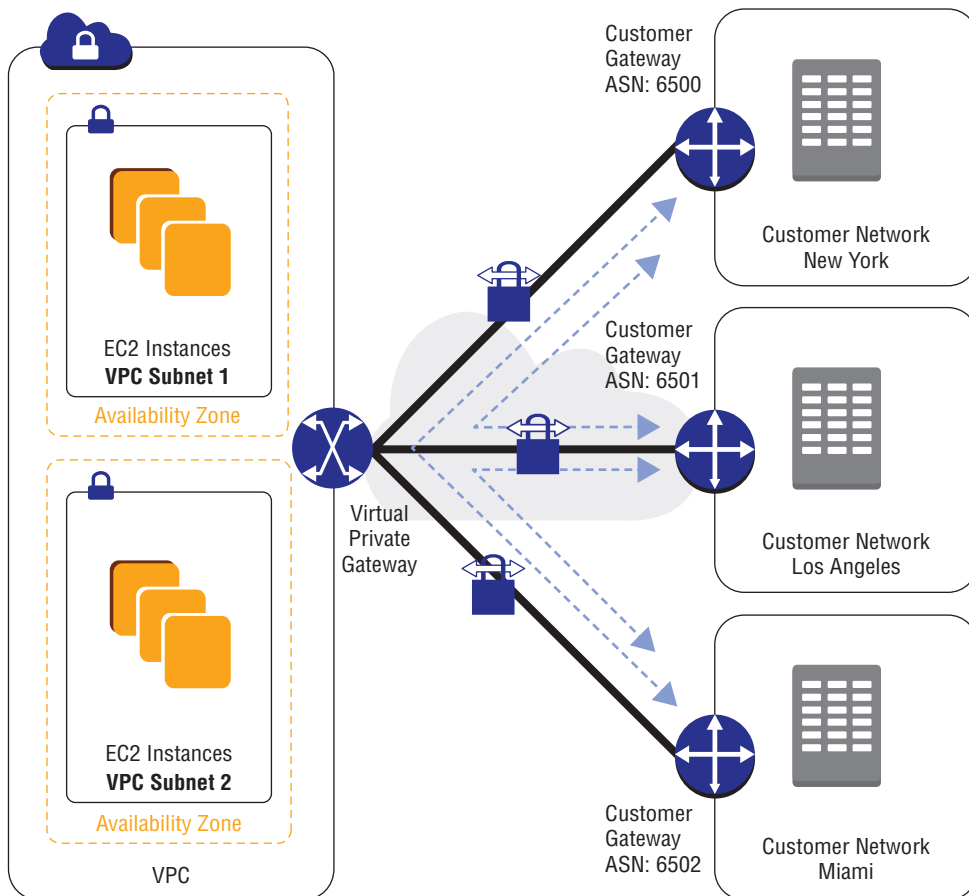 EC2 Instances
VPC Subnet 1
Availability Zone
EC2 Instances
VPC Subnet 2
Availability Zone
VPC
Virtual
Private
Gateway
Customer
Gateway
ASN: 6500
Customer Network
New York
Customer
Gateway
ASN: 6501
Customer Network
Los Angeles
Customer
Gateway
ASN: 6502
Customer Network
Miami